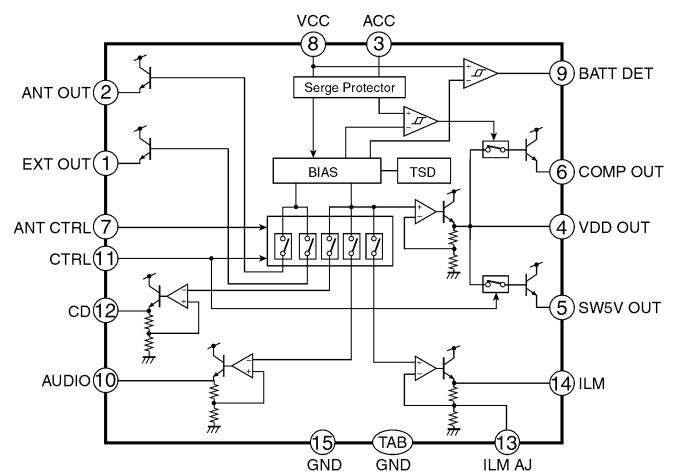 VCC ACC
8 3
9 BATT DET
Serge Protector
ANT OUT 2
+
−
+
−
EXT OUT 1
BIAS TSD
6 COMP OUT
ANT CTRL 7
+
−
4 VDD OUT
CTRL 11
CD 12
−
+
5 SW5V OUT
AUDIO 10
−
+
+
−
14 ILM
15 TAB 13
GND GND ILM AJ